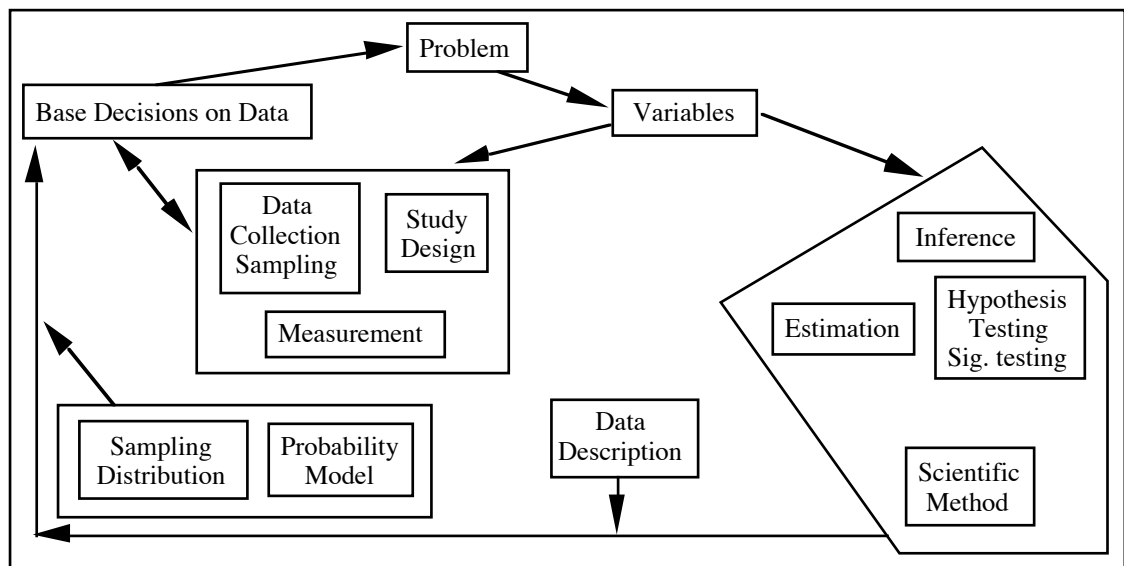 Problem
Base Decisions on Data
Variables
Data
Collection
Sampling
Study
Design
Measurement
Inference
Estimation
Hypothesis
Testing
Sig. testing
Sampling
Distribution
Probability
Model
Data
Description
Scientific
Method